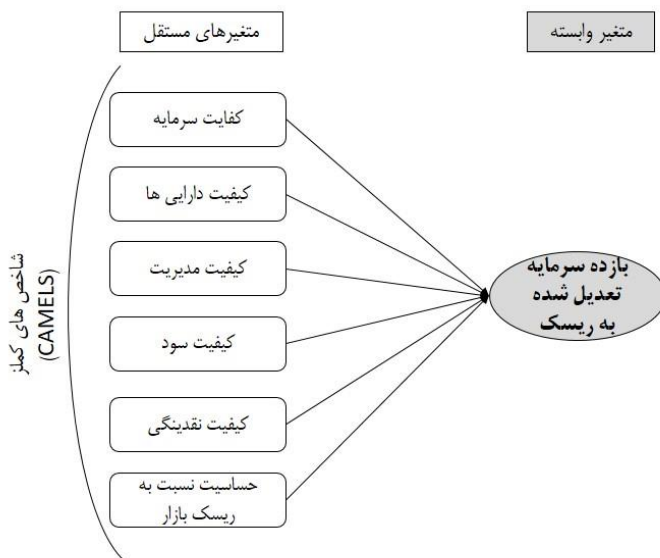 متغیرهای مستقل
متغیر وابسته
شاخص های کملز
(CAMELS)
کفایت سرمایه
کیفیت دارایی ها
کیفیت مدیریت
کیفیت سود
کیفیت نقدینگی
حساسیت نسبت به
ریسک بازار
بازده سرمایه
تعدیل شده
به ریسک